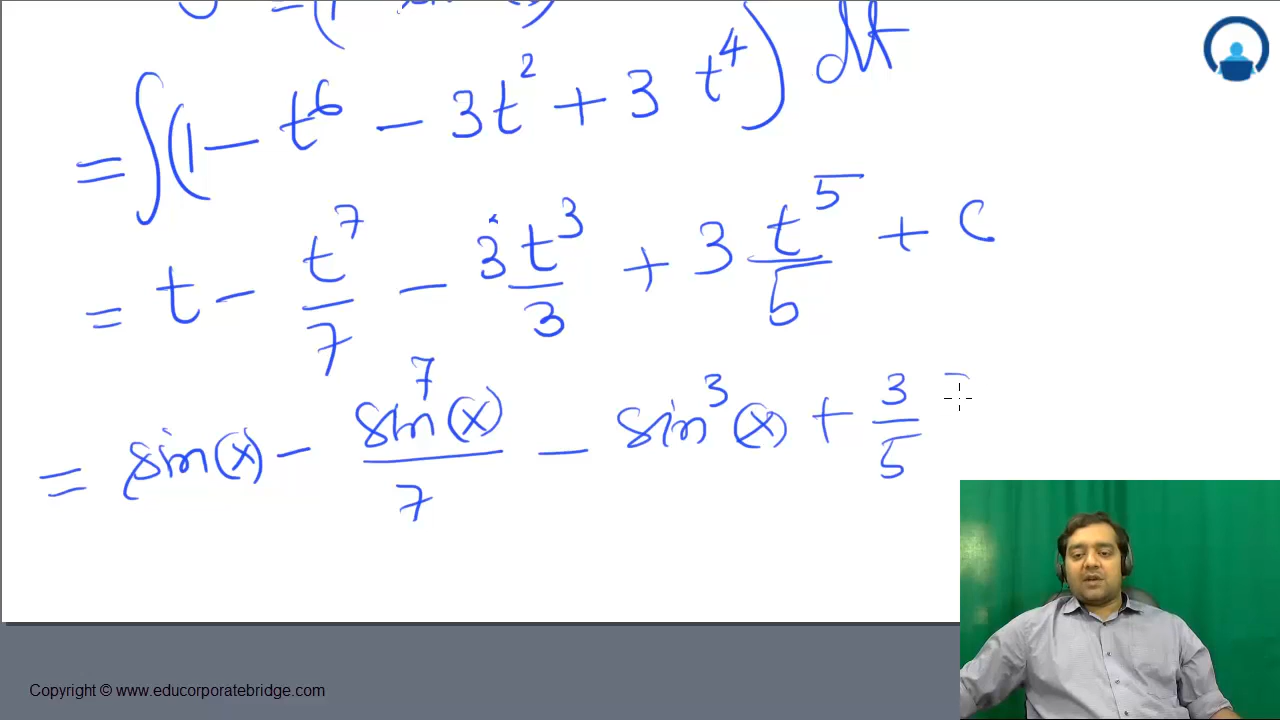 = ∫(1 − t⁶ − 3t² + 3 t⁴) dt
= t − t⁷/7 − 3t³/3 + 3 t⁵/5 + C
= sin(x) − sin⁷(x)/7 − sin³(x) + 3/5
Copyright © www.educorporatebridge.com